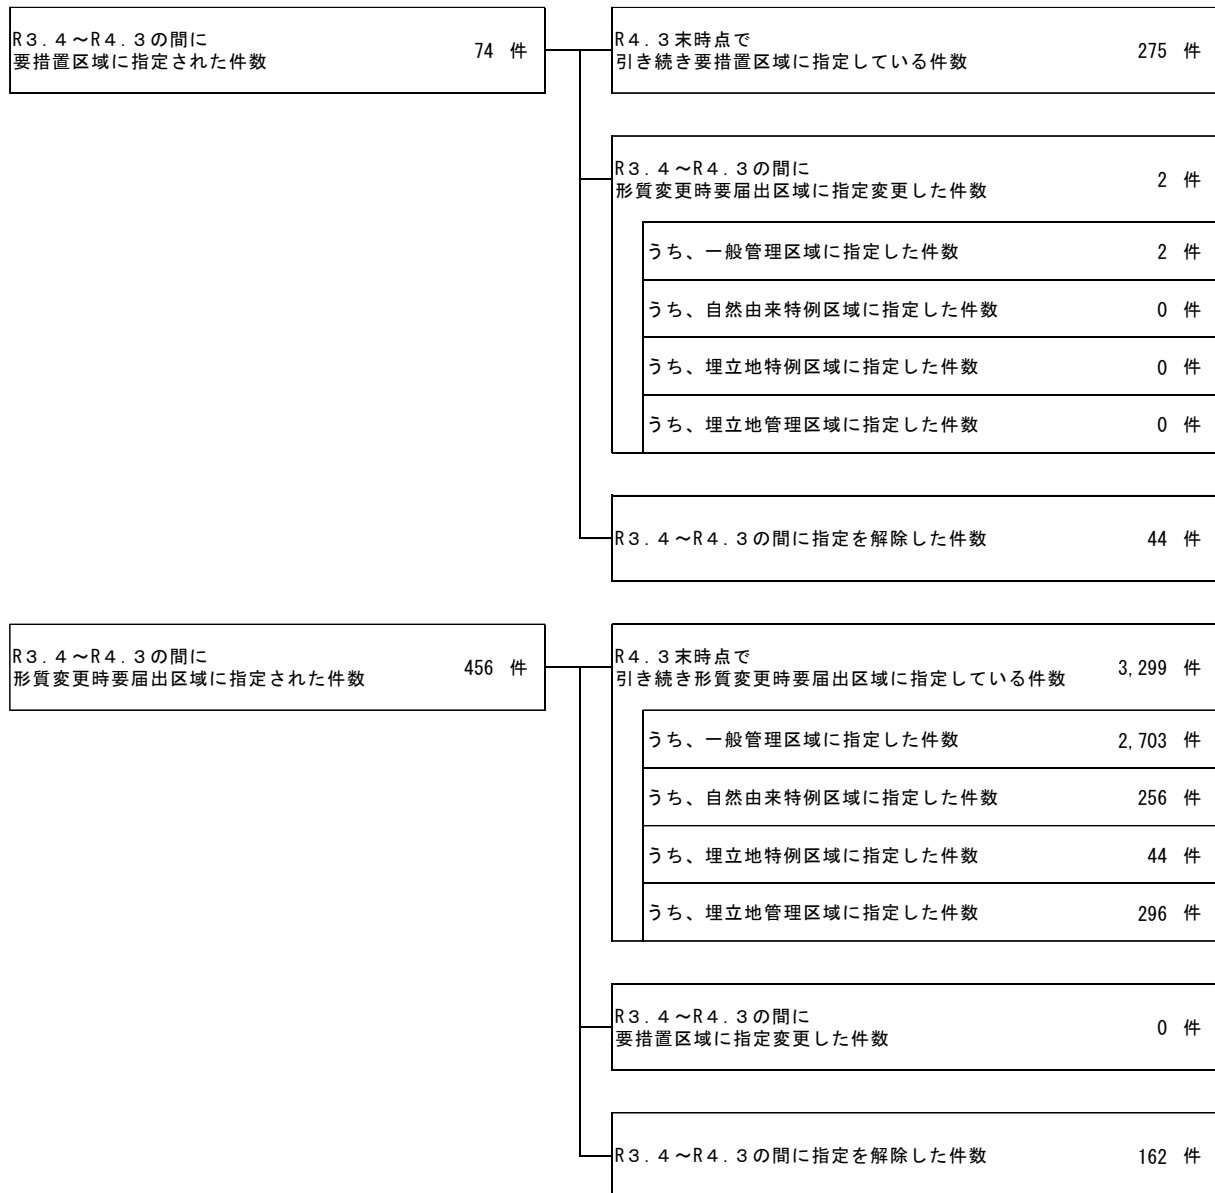 R3.4～R4.3の間に
要措置区域に指定された件数 74 件
R4.3末時点で
引き続き要措置区域に指定している件数 275 件
R3.4～R4.3の間に
形質変更時要届出区域に指定変更した件数 2 件
うち、一般管理区域に指定した件数 2 件
うち、自然由来特例区域に指定した件数 0 件
うち、埋立地特例区域に指定した件数 0 件
うち、埋立地管理区域に指定した件数 0 件
R3.4～R4.3の間に指定を解除した件数 44 件
R3.4～R4.3の間に
形質変更時要届出区域に指定された件数 456 件
R4.3末時点で
引き続き形質変更時要届出区域に指定している件数 3,299 件
うち、一般管理区域に指定した件数 2,703 件
うち、自然由来特例区域に指定した件数 256 件
うち、埋立地特例区域に指定した件数 44 件
うち、埋立地管理区域に指定した件数 296 件
R3.4～R4.3の間に
要措置区域に指定変更した件数 0 件
R3.4～R4.3の間に指定を解除した件数 162 件